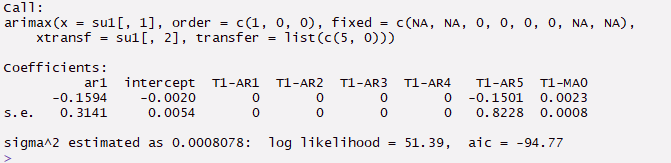 Call:
arimax(x = su1[, 1], order = c(1, 0, 0), fixed = c(NA, NA, 0, 0, 0, 0, NA, NA),
    xtransf = su1[, 2], transfer = list(c(5, 0)))

Coefficients:
          ar1  intercept  T1-AR1  T1-AR2  T1-AR3  T1-AR4   T1-AR5  T1-MA0
      -0.1594    -0.0020       0       0       0       0  -0.1501  0.0023
s.e.   0.3141     0.0054       0       0       0       0   0.8228  0.0008

sigma^2 estimated as 0.0008078:  log likelihood = 51.39,  aic = -94.77
>